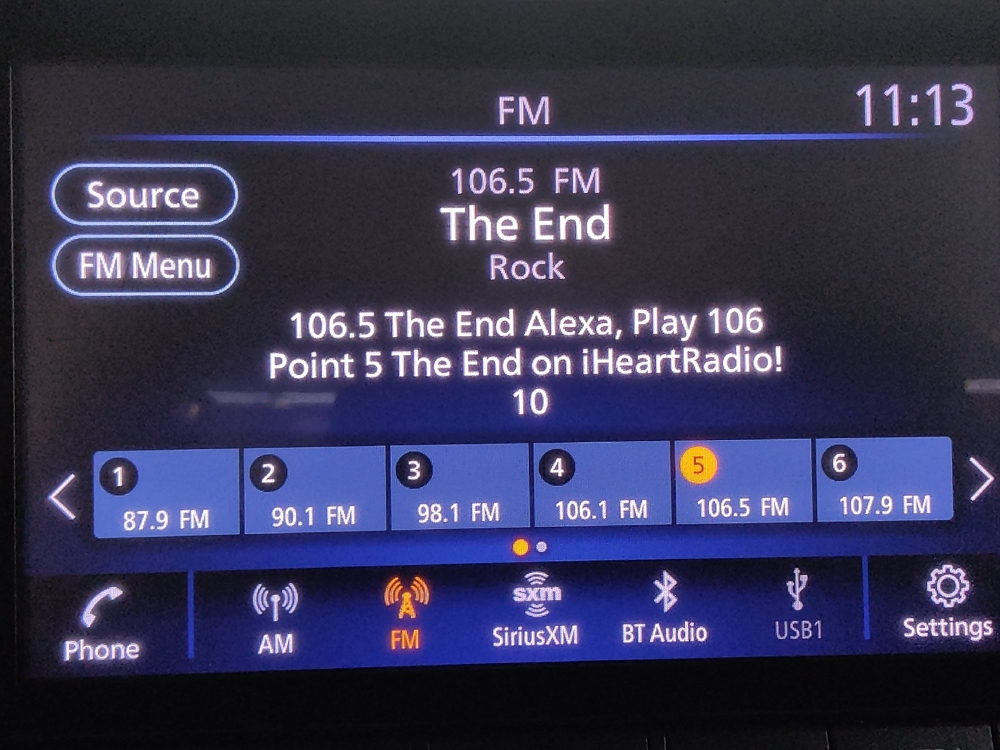 FM
11:13
Source
FM Menu
106.5 FM
The End
Rock
106.5 The End Alexa, Play 106
Point 5 The End on iHeartRadio!
10
1
87.9 FM
2
90.1 FM
3
98.1 FM
4
106.1 FM
5
106.5 FM
6
107.9 FM
Phone
AM
FM
sxm
SiriusXM
BT Audio
USB1
Settings